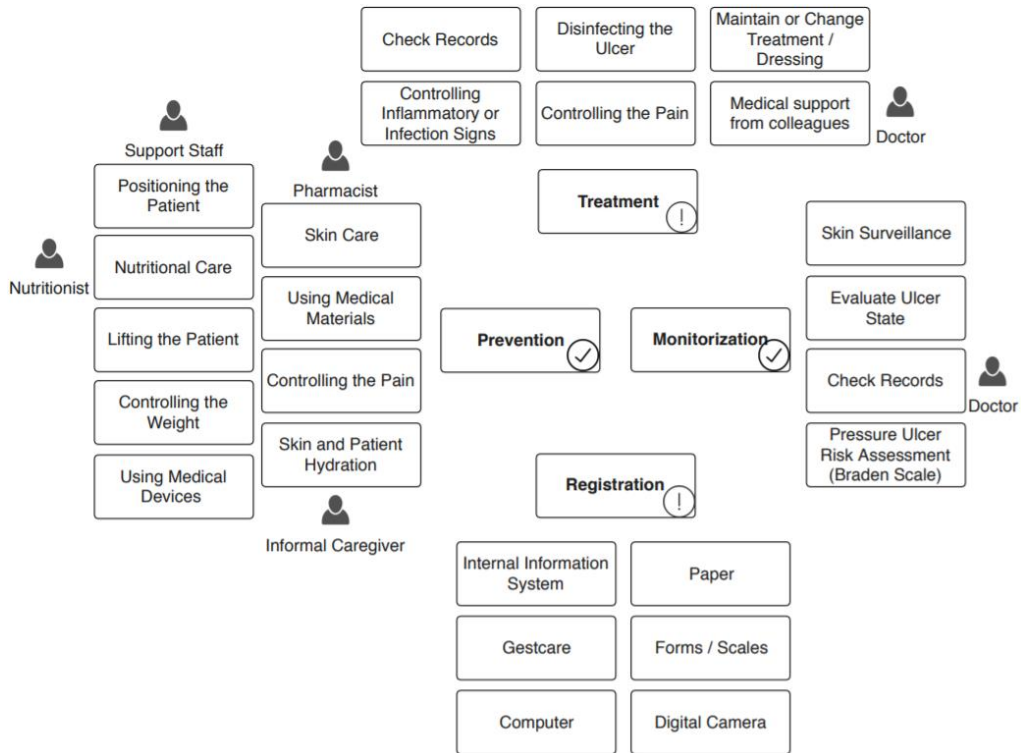 Check Records
Disinfecting the
Ulcer
Maintain or Change
Treatment /
Dressing
Controlling
Inflammatory or
Infection Signs
Controlling the Pain
Medical support
from colleagues
Doctor
Support Staff
Positioning the
Patient
Pharmacist
Nutritionist
Nutritional Care
Lifting the Patient
Controlling the
Weight
Using Medical
Devices
Skin Care
Using Medical
Materials
Controlling the Pain
Skin and Patient
Hydration
Informal Caregiver
Treatment
Prevention
Monitorization
Registration
Skin Surveillance
Evaluate Ulcer
State
Check Records
Doctor
Pressure Ulcer
Risk Assessment
(Braden Scale)
Internal Information
System
Paper
Gestcare
Forms / Scales
Computer
Digital Camera